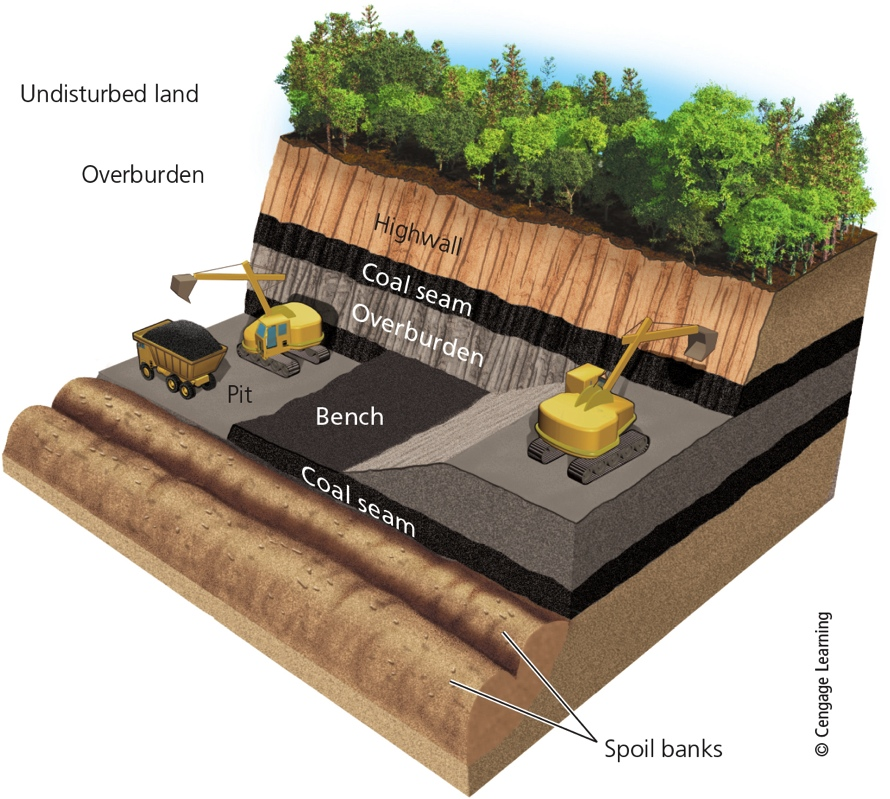 Undisturbed land
Overburden
Highwall
Coal seam
Overburden
Pit
Bench
Coal seam
Spoil banks
© Cengage Learning